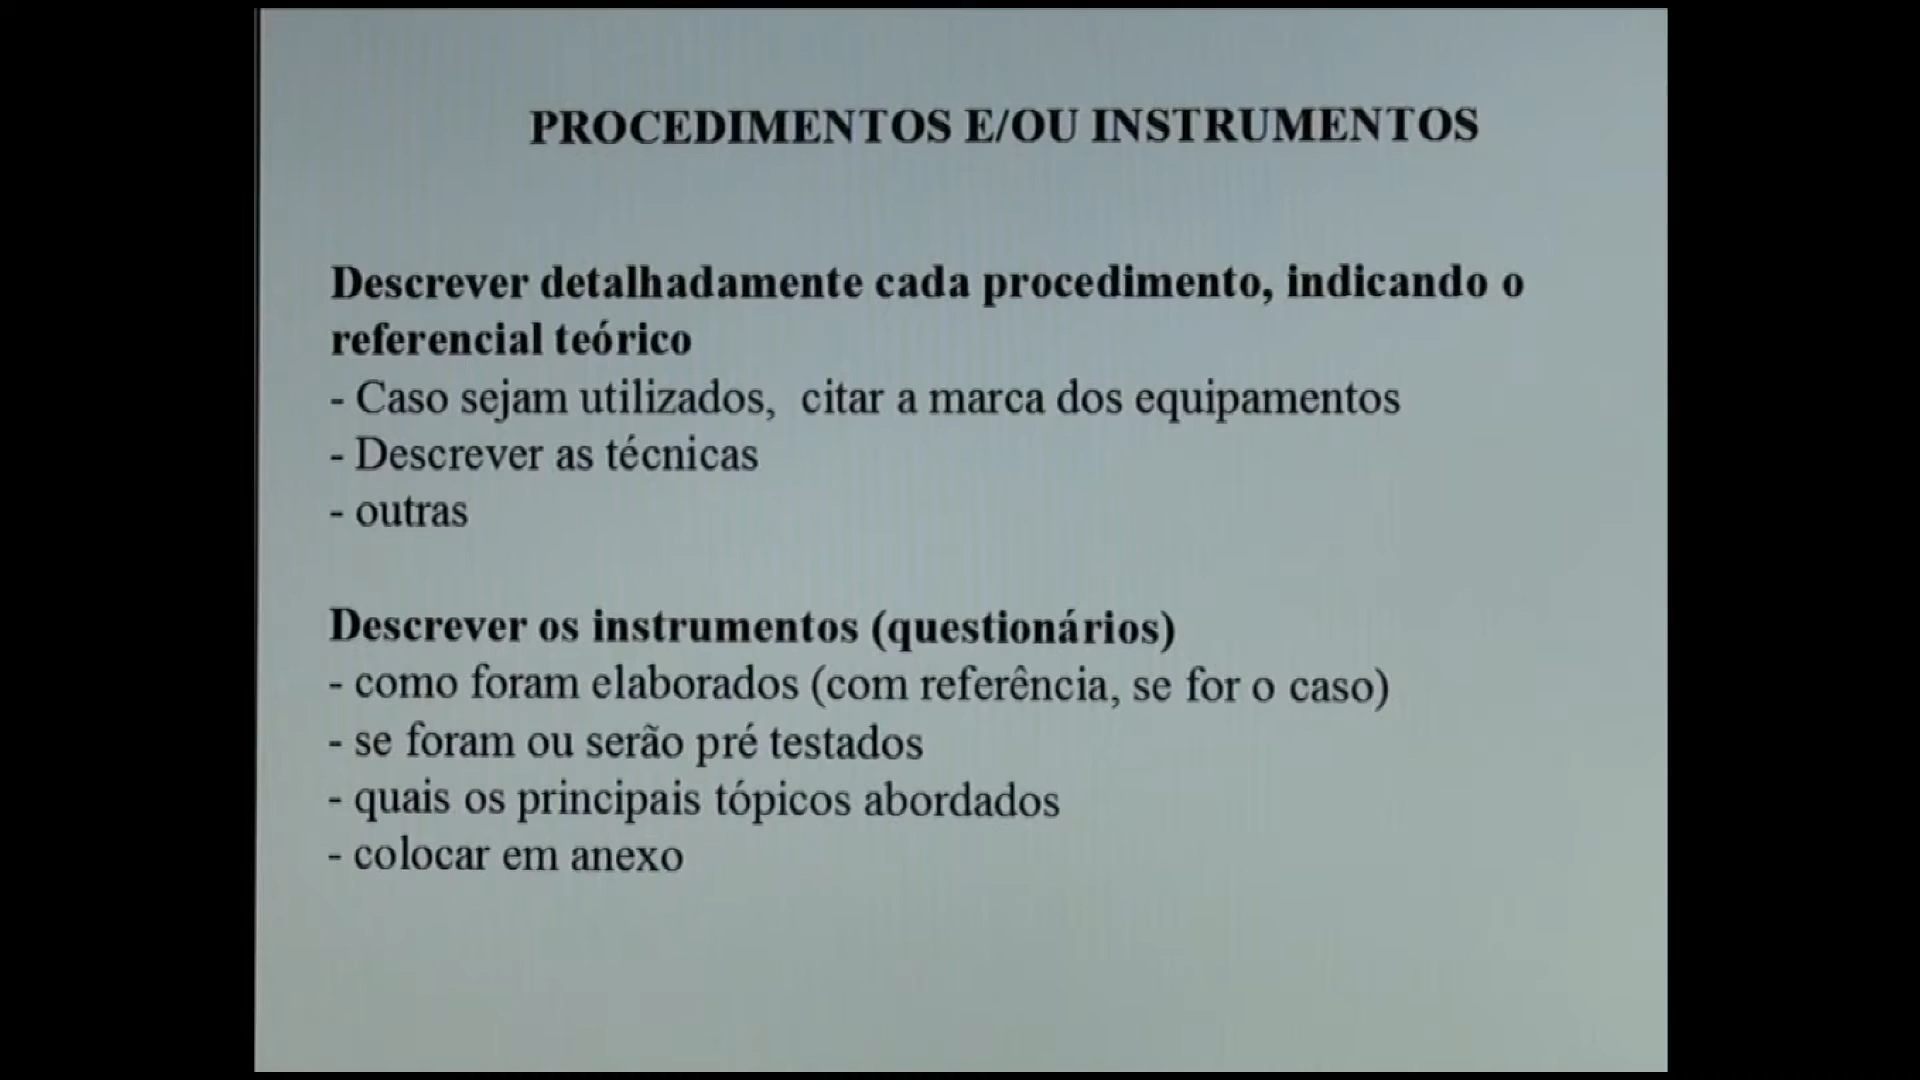 PROCEDIMENTOS E/OU INSTRUMENTOS
Descrever detalhadamente cada procedimento, indicando o
referencial teórico
- Caso sejam utilizados, citar a marca dos equipamentos
- Descrever as técnicas
- outras
Descrever os instrumentos (questionários)
- como foram elaborados (com referência, se for o caso)
- se foram ou serão pré testados
- quais os principais tópicos abordados
- colocar em anexo